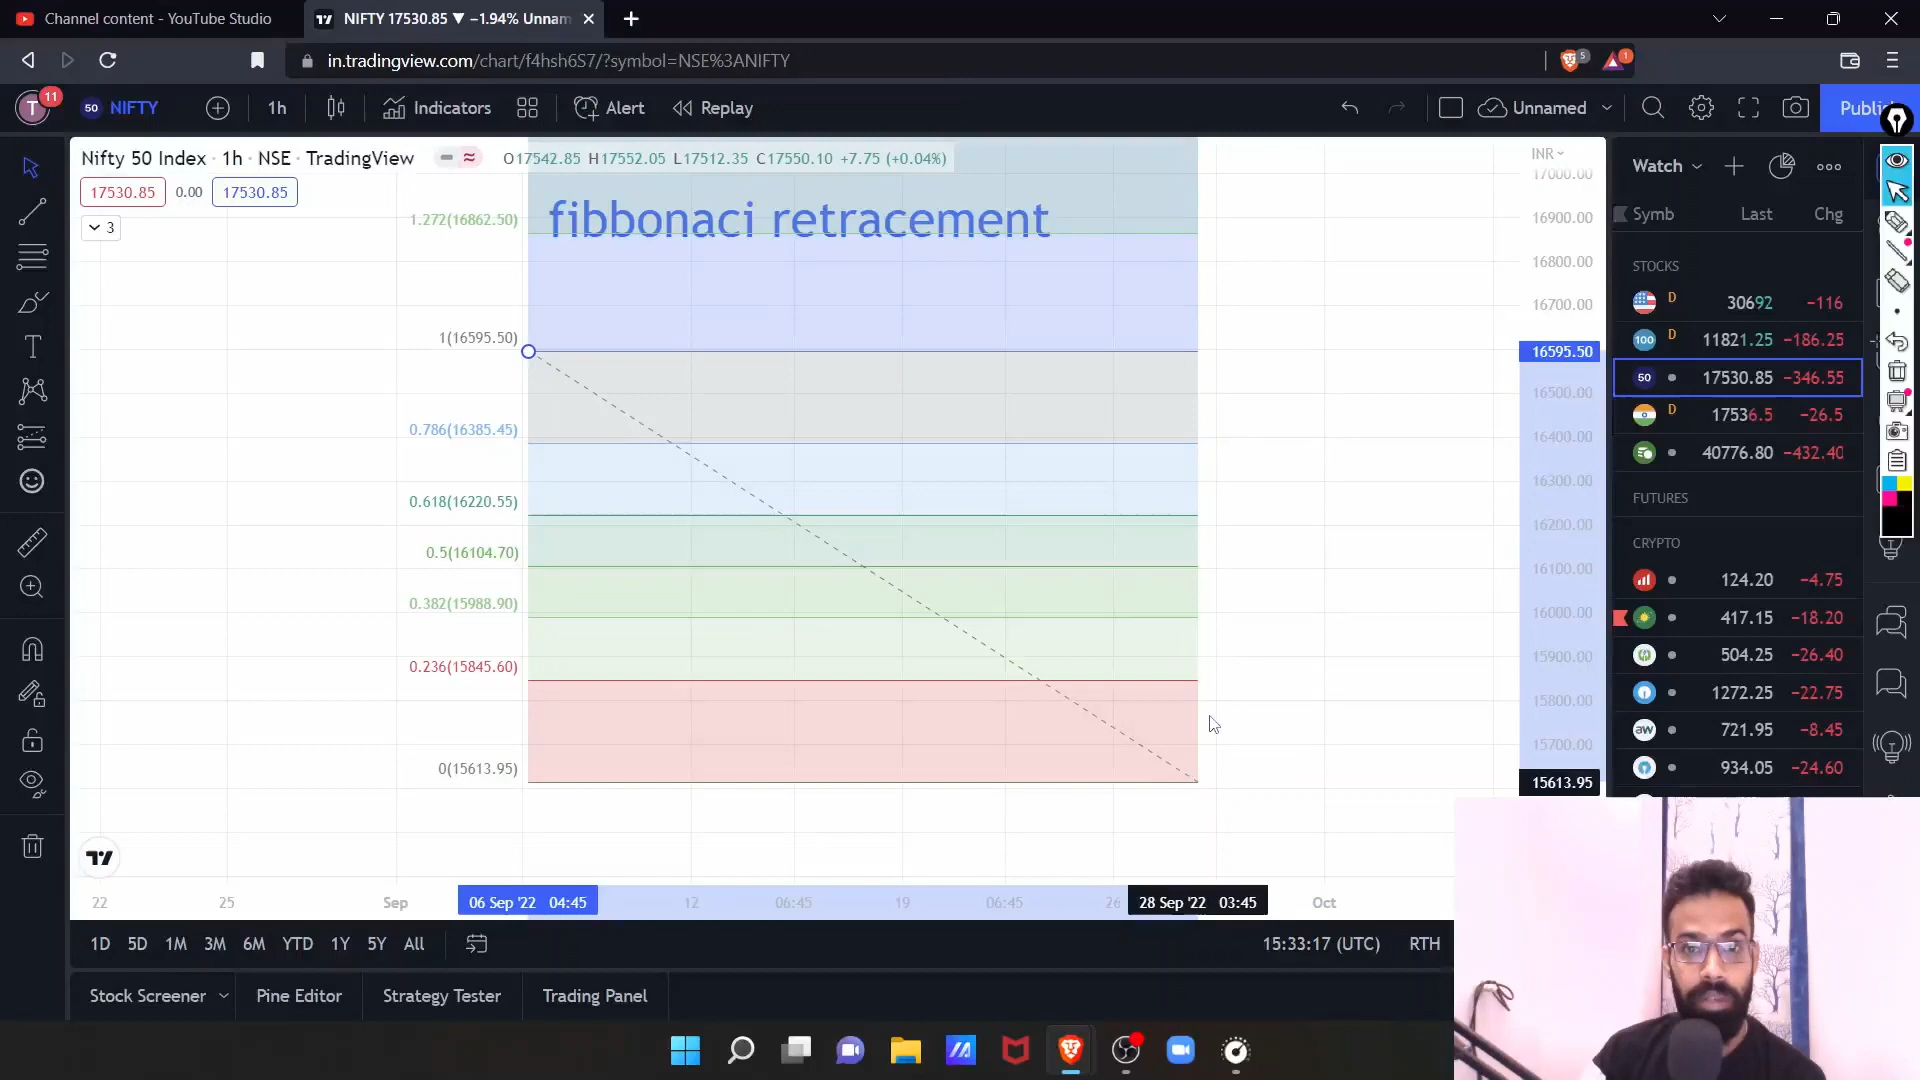 Channel content - YouTube Studio
NIFTY 17530.85 ▼ −1.94% Unnam
in.tradingview.com/chart/f4hsh6S7/?symbol=NSE%3ANIFTY
5
1
T
11
50
NIFTY
1h
Indicators
Alert
Replay
Unnamed
Publi
Nifty 50 Index · 1h · NSE · TradingView
O17542.85 H17552.05 L17512.35 C17550.10 +7.75 (+0.04%)
17530.85 0.00 17530.85
3
fibbonaci retracement
1.272(16862.50)
1(16595.50)
0.786(16385.45)
0.618(16220.55)
0.5(16104.70)
0.382(15988.90)
0.236(15845.60)
0(15613.95)
INR
17000.00
16900.00
16800.00
16700.00
16595.50
16500.00
16400.00
16300.00
16200.00
16100.00
16000.00
15900.00
15800.00
15700.00
15613.95
22
25
Sep
06 Sep '22 04:45
12
06:45
19
06:45
26
28 Sep '22 03:45
Oct
1D 5D 1M 3M 6M YTD 1Y 5Y All
15:33:17 (UTC)
RTH
Stock Screener
Pine Editor
Strategy Tester
Trading Panel
Watch
Symb Last Chg
STOCKS
D 30692 −116
100 D 11821.25 −186.25
50 17530.85 −346.55
D 17536.5 −26.5
40776.80 −432.40
FUTURES
CRYPTO
124.20 −4.75
417.15 −18.20
504.25 −26.40
1272.25 −22.75
aw 721.95 −8.45
934.05 −24.60